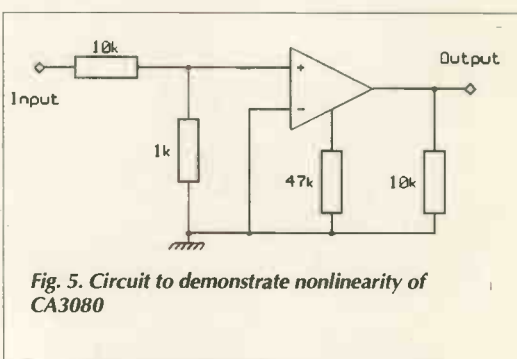 10k
Output
+
Input
-
1k
47k
10k
Fig. 5. Circuit to demonstrate nonlinearity of
CA3080